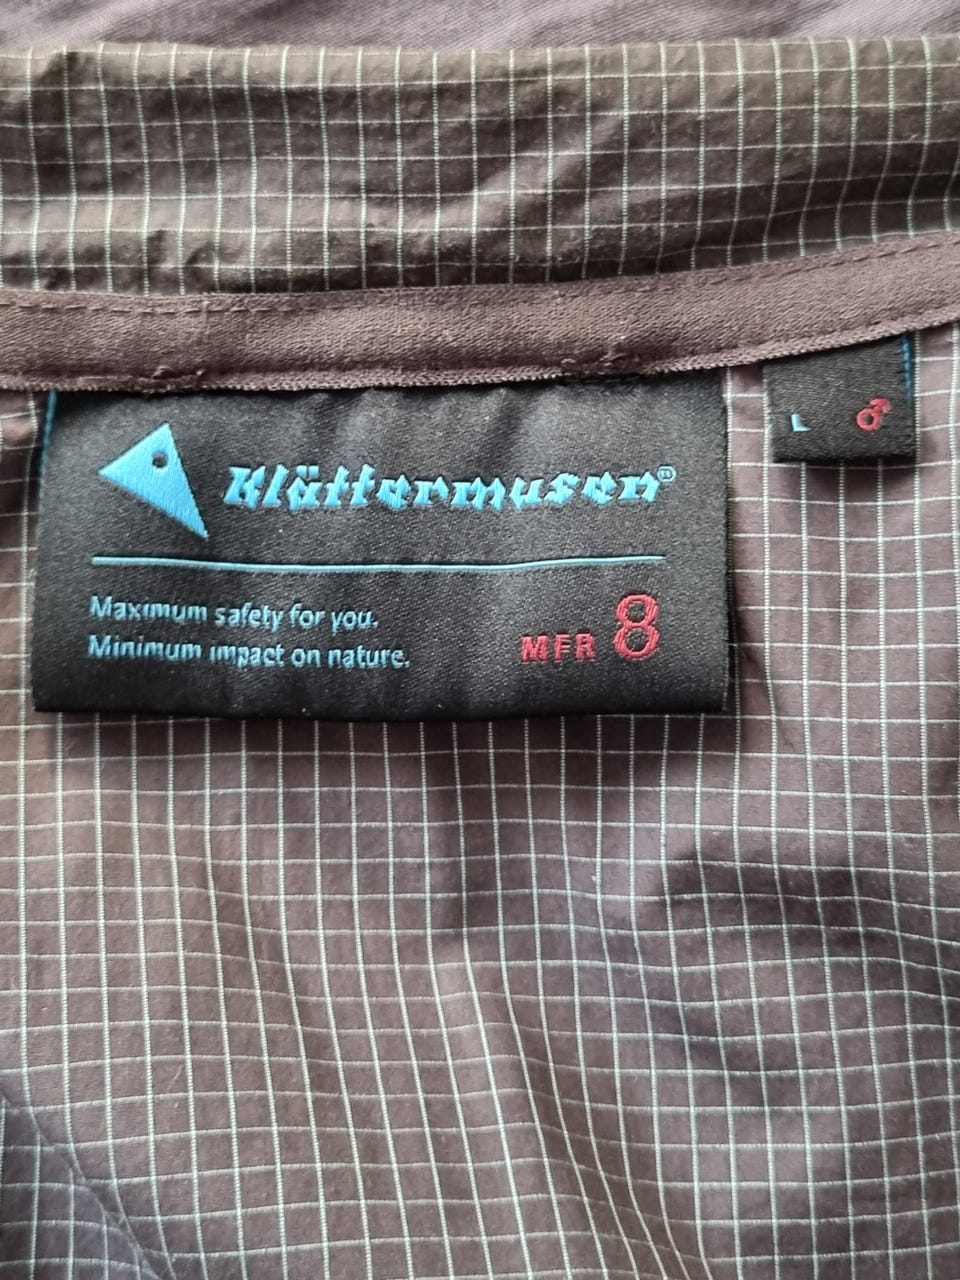 Klättermusen®
Maximum safety for you.
Minimum impact on nature.
MFR 8
L ♂